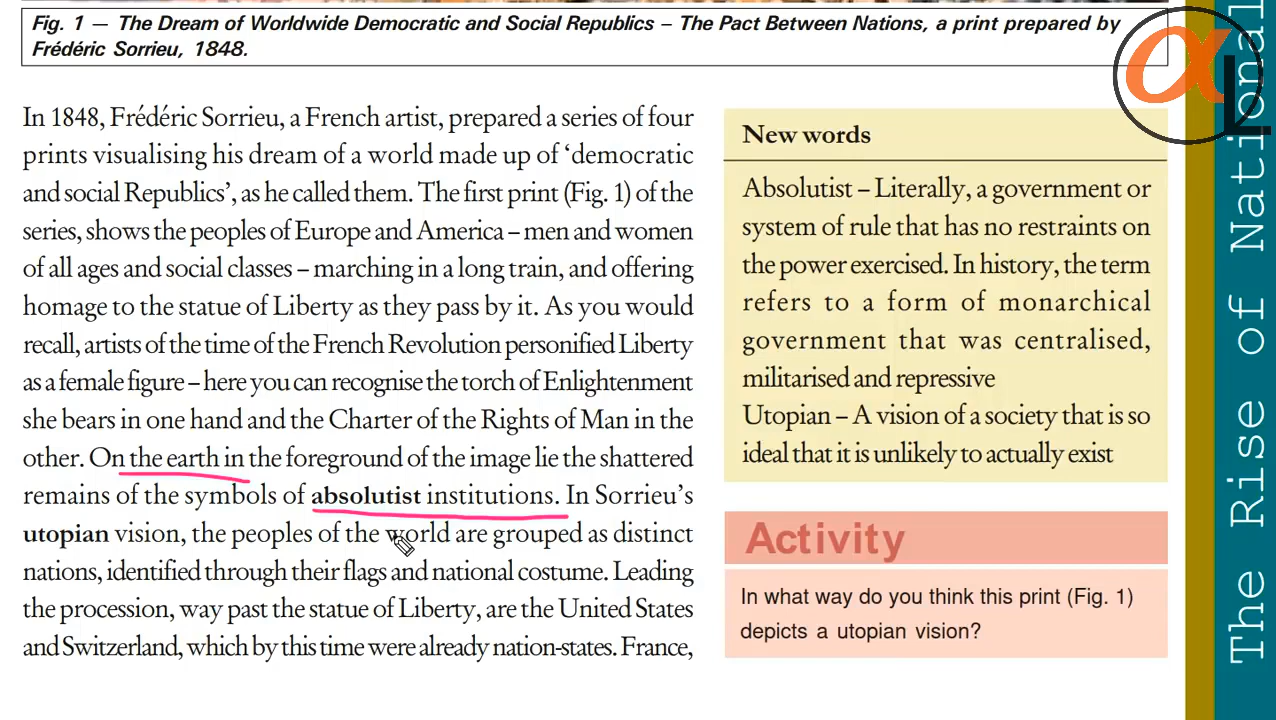 Fig. 1 — The Dream of Worldwide Democratic and Social Republics – The Pact Between Nations, a print prepared by
Frédéric Sorrieu, 1848.
In 1848, Frédéric Sorrieu, a French artist, prepared a series of four
prints visualising his dream of a world made up of ‘democratic
and social Republics’, as he called them. The first print (Fig. 1) of the
series, shows the peoples of Europe and America – men and women
of all ages and social classes – marching in a long train, and offering
homage to the statue of Liberty as they pass by it. As you would
recall, artists of the time of the French Revolution personified Liberty
as a female figure – here you can recognise the torch of Enlightenment
she bears in one hand and the Charter of the Rights of Man in the
other. On the earth in the foreground of the image lie the shattered
remains of the symbols of absolutist institutions. In Sorrieu’s
utopian vision, the peoples of the world are grouped as distinct
nations, identified through their flags and national costume. Leading
the procession, way past the statue of Liberty, are the United States
and Switzerland, which by this time were already nation-states. France,
New words
Absolutist – Literally, a government or
system of rule that has no restraints on
the power exercised. In history, the term
refers to a form of monarchical
government that was centralised,
militarised and repressive
Utopian – A vision of a society that is so
ideal that it is unlikely to actually exist
Activity
In what way do you think this print (Fig. 1)
depicts a utopian vision?
The Rise of National
αL